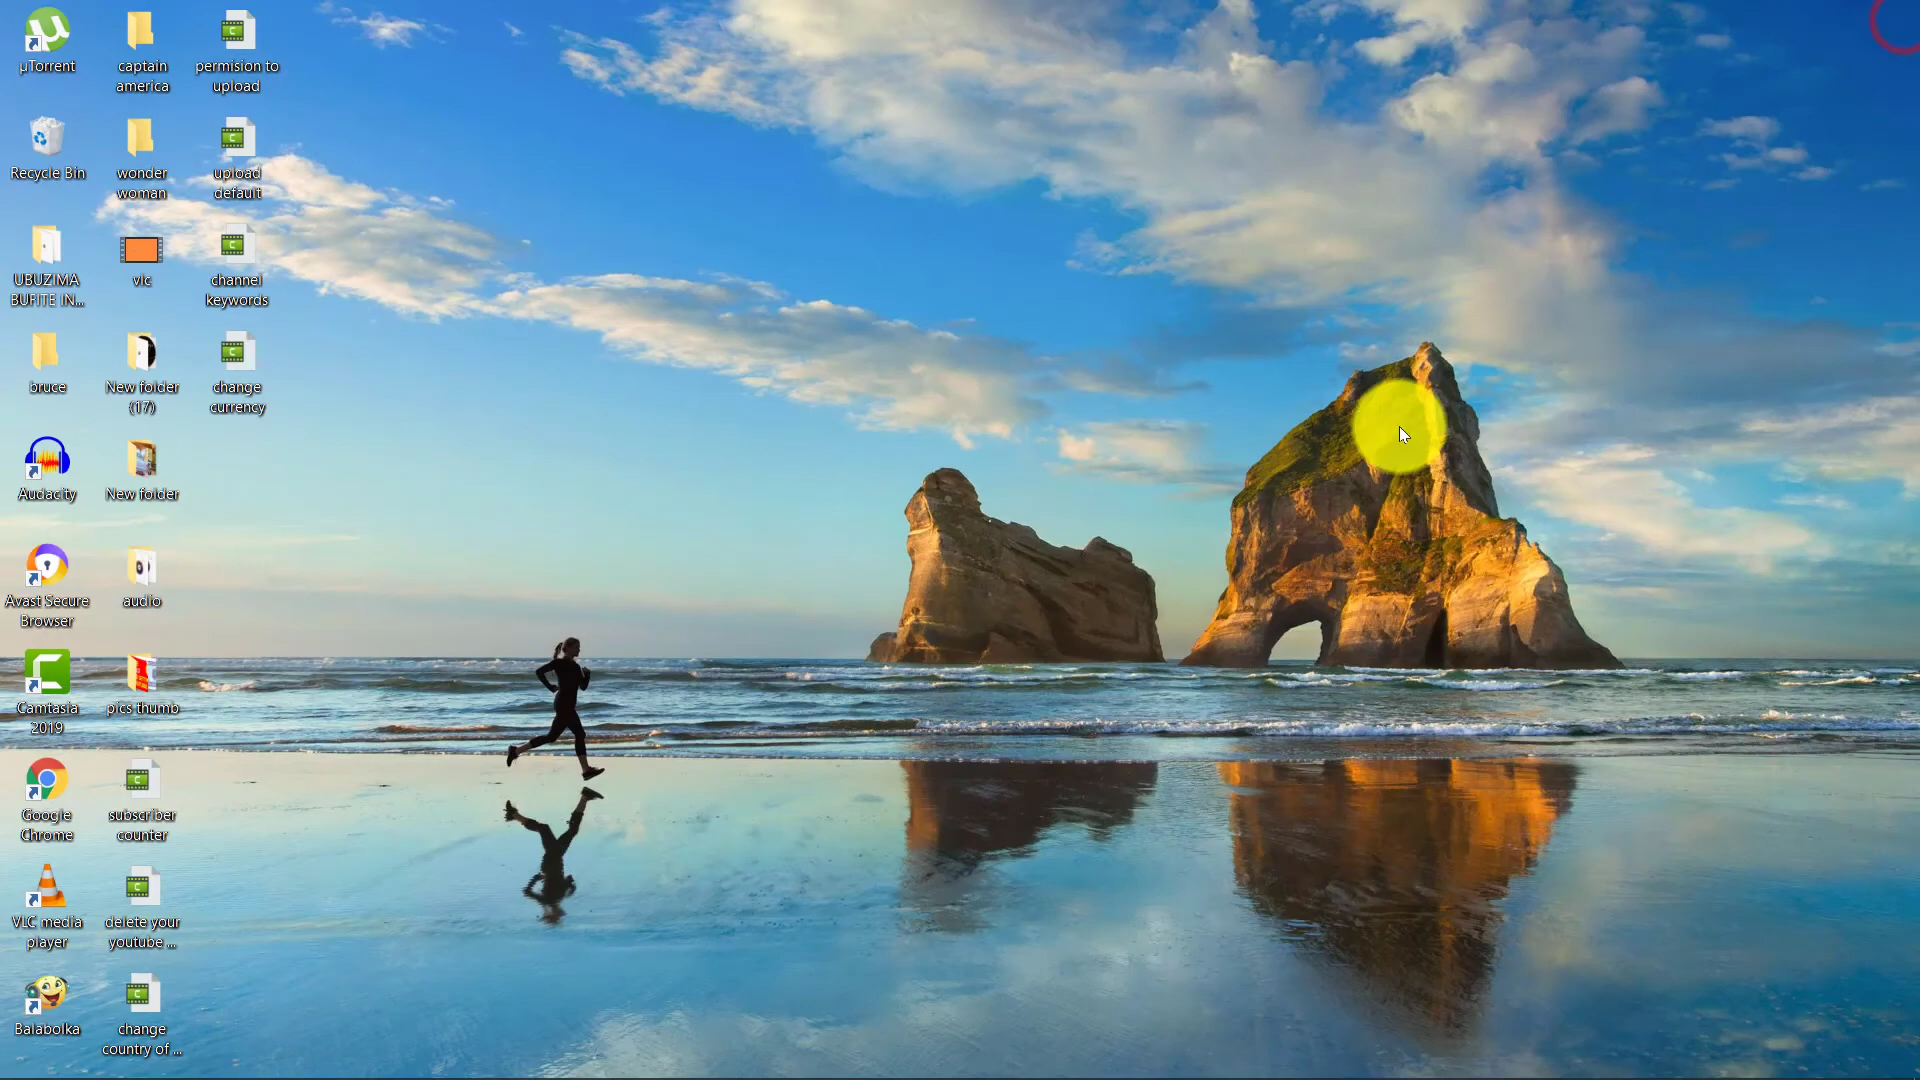 µTorrent
captain
america
permision to
upload
Recycle Bin
wonder
woman
upload
default
UBUZIMA
BUFITE IN...
vlc
channel
keywords
bruce
New folder
(17)
change
currency
Audacity
New folder
Avast Secure
Browser
audio
Camtasia
2019
pics thumb
Google
Chrome
subscriber
counter
VLC media
player
delete your
youtube ...
Balabolka
change
country of ...